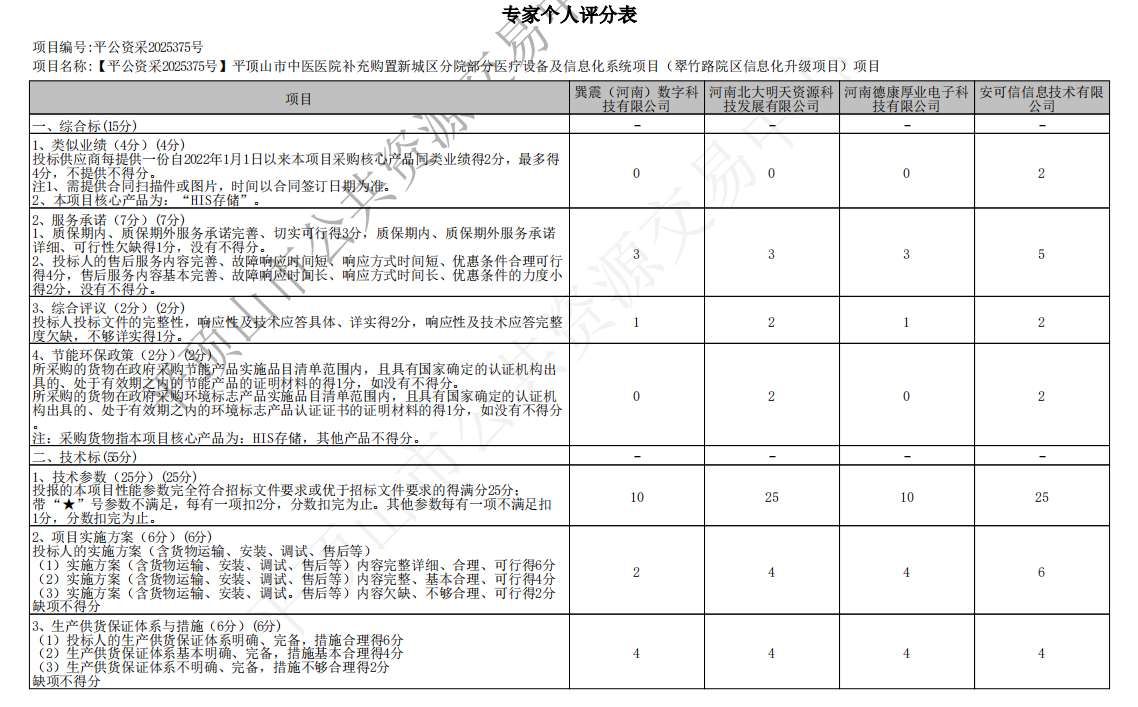 专家个人评分表
项目编号:平公资采2025375号
项目名称:【平公资采2025375号】平顶山市中医医院补充购置新城区分院部分医疗设备及信息化系统项目（翠竹路院区信息化升级项目）项目
项目
巽震（河南）数字科技有限公司
河南北大明天资源科技发展有限公司
河南德康厚业电子科技有限公司
安可信信息技术有限公司
一、综合标(15分)
－ － － －
1、类似业绩（4分）(4分)
投标供应商每提供一份自2022年1月1日以来本项目采购核心产品同类业绩得2分，最多得
4分，不提供不得分。
注1、需提供合同扫描件或图片，时间以合同签订日期为准。
2、本项目核心产品为：“HIS存储”。
0 0 0 2
2、服务承诺（7分）(7分)
1、质保期内、质保期外服务承诺完善、切实可行得3分，质保期内、质保期外服务承诺
详细、可行性欠缺得1分，没有不得分。
2、投标人的售后服务内容完善、故障响应时间短、响应方式时间短、优惠条件合理可行
得4分，售后服务内容基本完善、故障响应时间长、响应方式时间长、优惠条件的力度小
得2分，没有不得分。
3 3 3 5
3、综合评议（2分）(2分)
投标人投标文件的完整性，响应性及技术应答具体、详实得2分，响应性及技术应答完整
度欠缺，不够详实得1分。
1 2 1 2
4、节能环保政策（2分）(2分)
所采购的货物在政府采购节能产品实施品目清单范围内，且具有国家确定的认证机构出
具的、处于有效期之内的节能产品的证明材料的得1分，如没有不得分。
所采购的货物在政府采购环境标志产品实施品目清单范围内，且具有国家确定的认证机
构出具的、处于有效期之内的环境标志产品认证证书的证明材料的得1分，如没有不得分
。
注：采购货物指本项目核心产品为：HIS存储，其他产品不得分。
0 2 0 2
二、技术标(55分)
－ － － －
1、技术参数（25分）(25分)
投报的本项目性能参数完全符合招标文件要求或优于招标文件要求的得满分25分；
带“★”号参数不满足，每有一项扣2分，分数扣完为止。其他参数每有一项不满足扣
1分，分数扣完为止。
10 25 10 25
2、项目实施方案（6分）(6分)
投标人的实施方案（含货物运输、安装、调试、售后等）
（1）实施方案（含货物运输、安装、调试、售后等）内容完整详细、合理、可行得6分
（2）实施方案（含货物运输、安装、调试、售后等）内容完整、基本合理、可行得4分
（3）实施方案（含货物运输、安装、调试。售后等）内容欠缺、不够合理、可行得2分
缺项不得分
2 4 4 6
3、生产供货保证体系与措施（6分）(6分)
（1）投标人的生产供货保证体系明确、完备，措施合理得6分
（2）生产供货保证体系基本明确、完备，措施基本合理得4分
（3）生产供货保证体系不明确、完备，措施不够合理得2分
缺项不得分
4 4 4 4
平顶山市公共资源交易中
平顶山市公共资源交易中